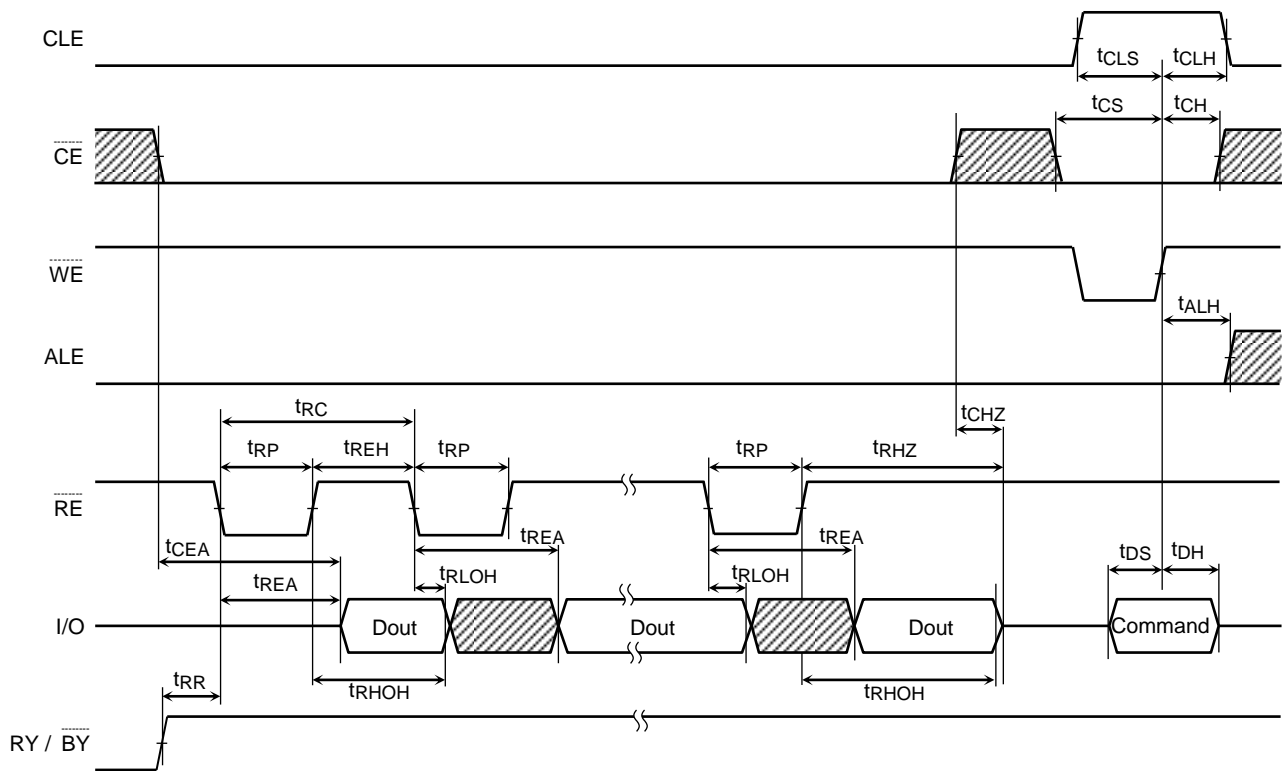 CLE
tCLS tCLH
tCS tCH
CE
WE
tALH
ALE
tRC
tCHZ
tRP tREH tRP tRP tRHZ
RE
tCEA tREA tREA
tREA tRLOH tRLOH tDS tDH
I/O Dout Dout Dout Command
tRR tRHOH tRHOH
RY / BY